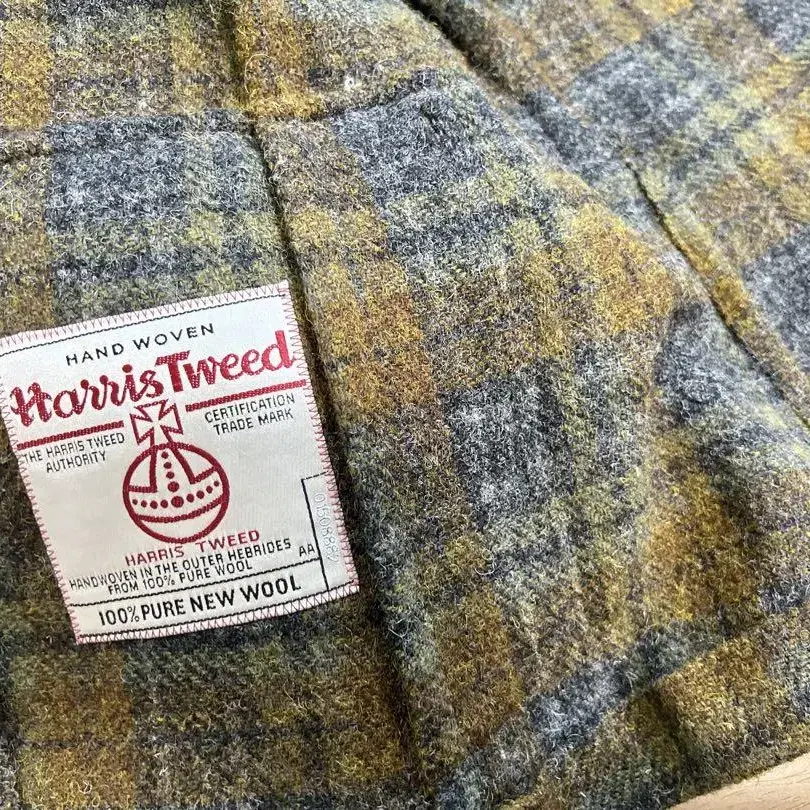 HAND WOVEN
Harris Tweed
THE HARRIS TWEED
AUTHORITY
CERTIFICATION
TRADE MARK
HARRIS TWEED
HANDWOVEN IN THE OUTER HEBRIDES
FROM 100% PURE WOOL
AA
100% PURE NEW WOOL